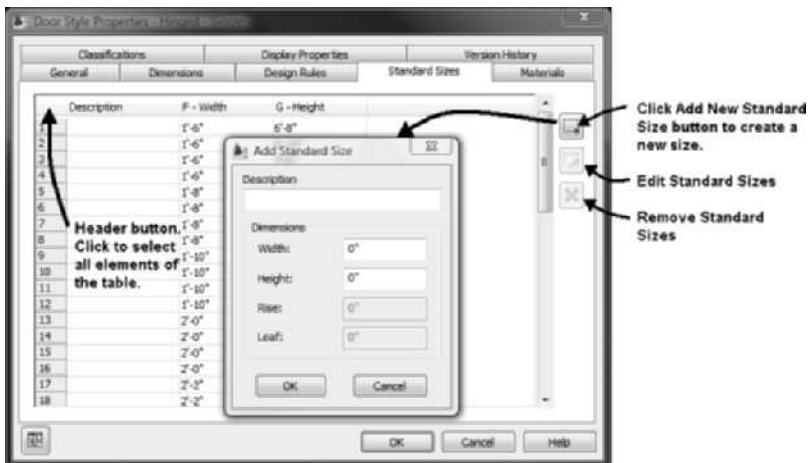 Door Style Properties - Hinged - Single
Classifications Display Properties Version History
General Dimensions Design Rules Standard Sizes Materials
Description F - Width G - Height
1 1'-6" 6'-8"
2 1'-6"
3 1'-6"
4 1'-6"
5 1'-8"
6 1'-8"
7 1'-8"
8 1'-8"
9 1'-10"
10 1'-10"
11 1'-10"
12 1'-10"
13 2'-0"
14 2'-0"
15 2'-0"
16 2'-0"
17 2'-2"
18 2'-2"
Header button.
Click to select
all elements of
the table.
Add Standard Size
Description
Dimensions
Width: 0"
Height: 0"
Rise: 0"
Leaf: 0"
OK Cancel
OK Cancel Help
Click Add New Standard
Size button to create a
new size.
Edit Standard Sizes
Remove Standard
Sizes